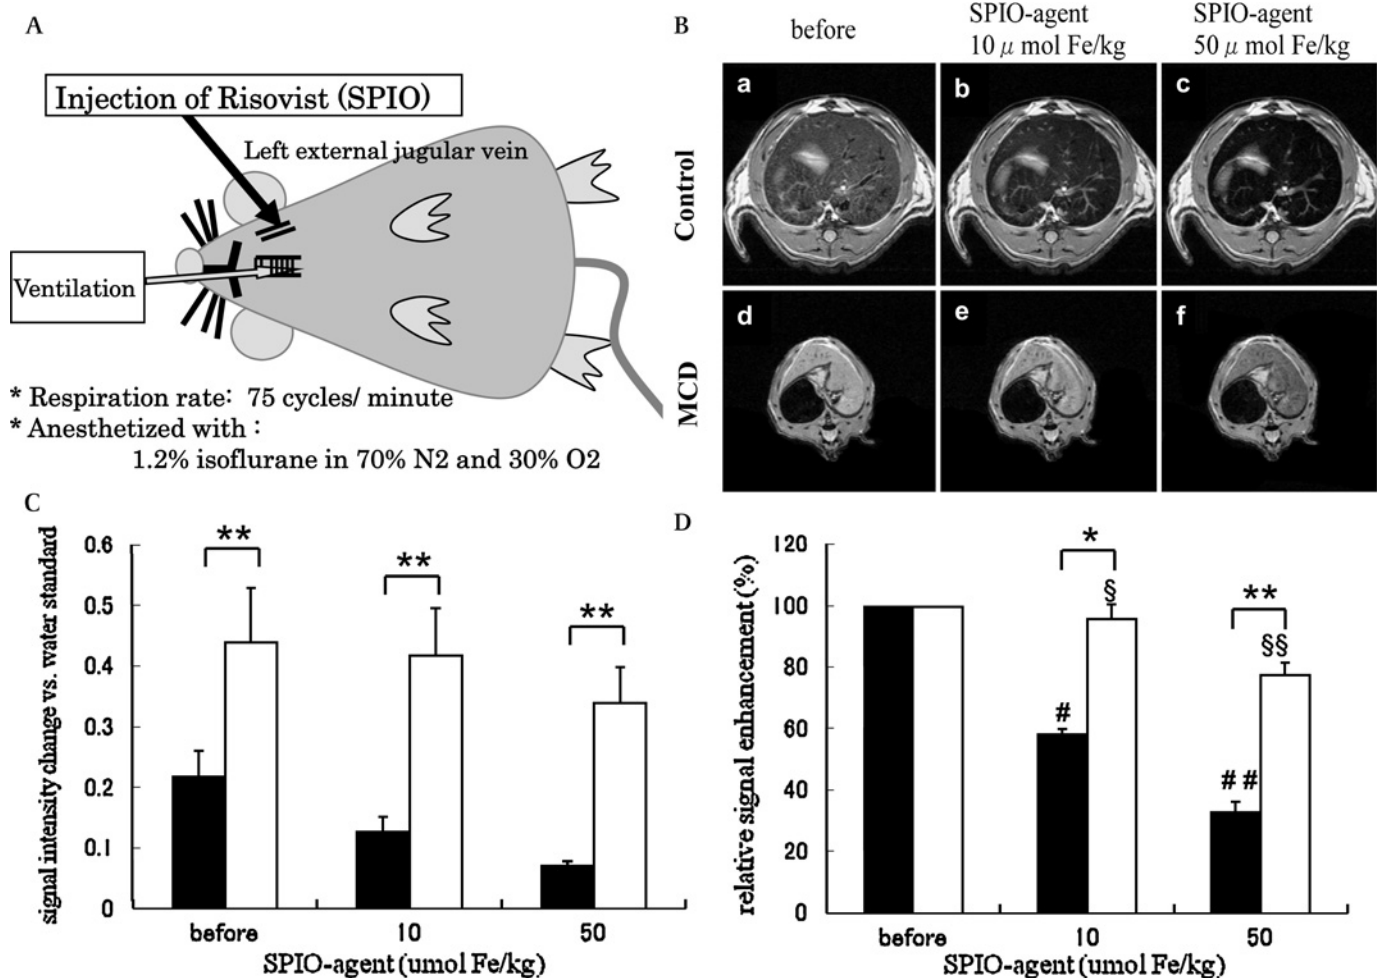 A
Injection of Risovist (SPIO)
Left external jugular vein
Ventilation
* Respiration rate: 75 cycles/ minute
* Anesthetized with :
1.2% isoflurane in 70% N2 and 30% O2
B
before
SPIO-agent
10 μ mol Fe/kg
SPIO-agent
50 μ mol Fe/kg
Control
a
b
c
MCD
d
e
f
C
signal intensity change vs. water standard
0.6
0.5
0.4
0.3
0.2
0.1
0
**
**
**
before
10
50
SPIO-agent (umol Fe/kg)
D
relative signal enhancement (%)
120
100
80
60
40
20
0
*
§
#
**
§§
# #
before
10
50
SPIO-agent (umol Fe/kg)